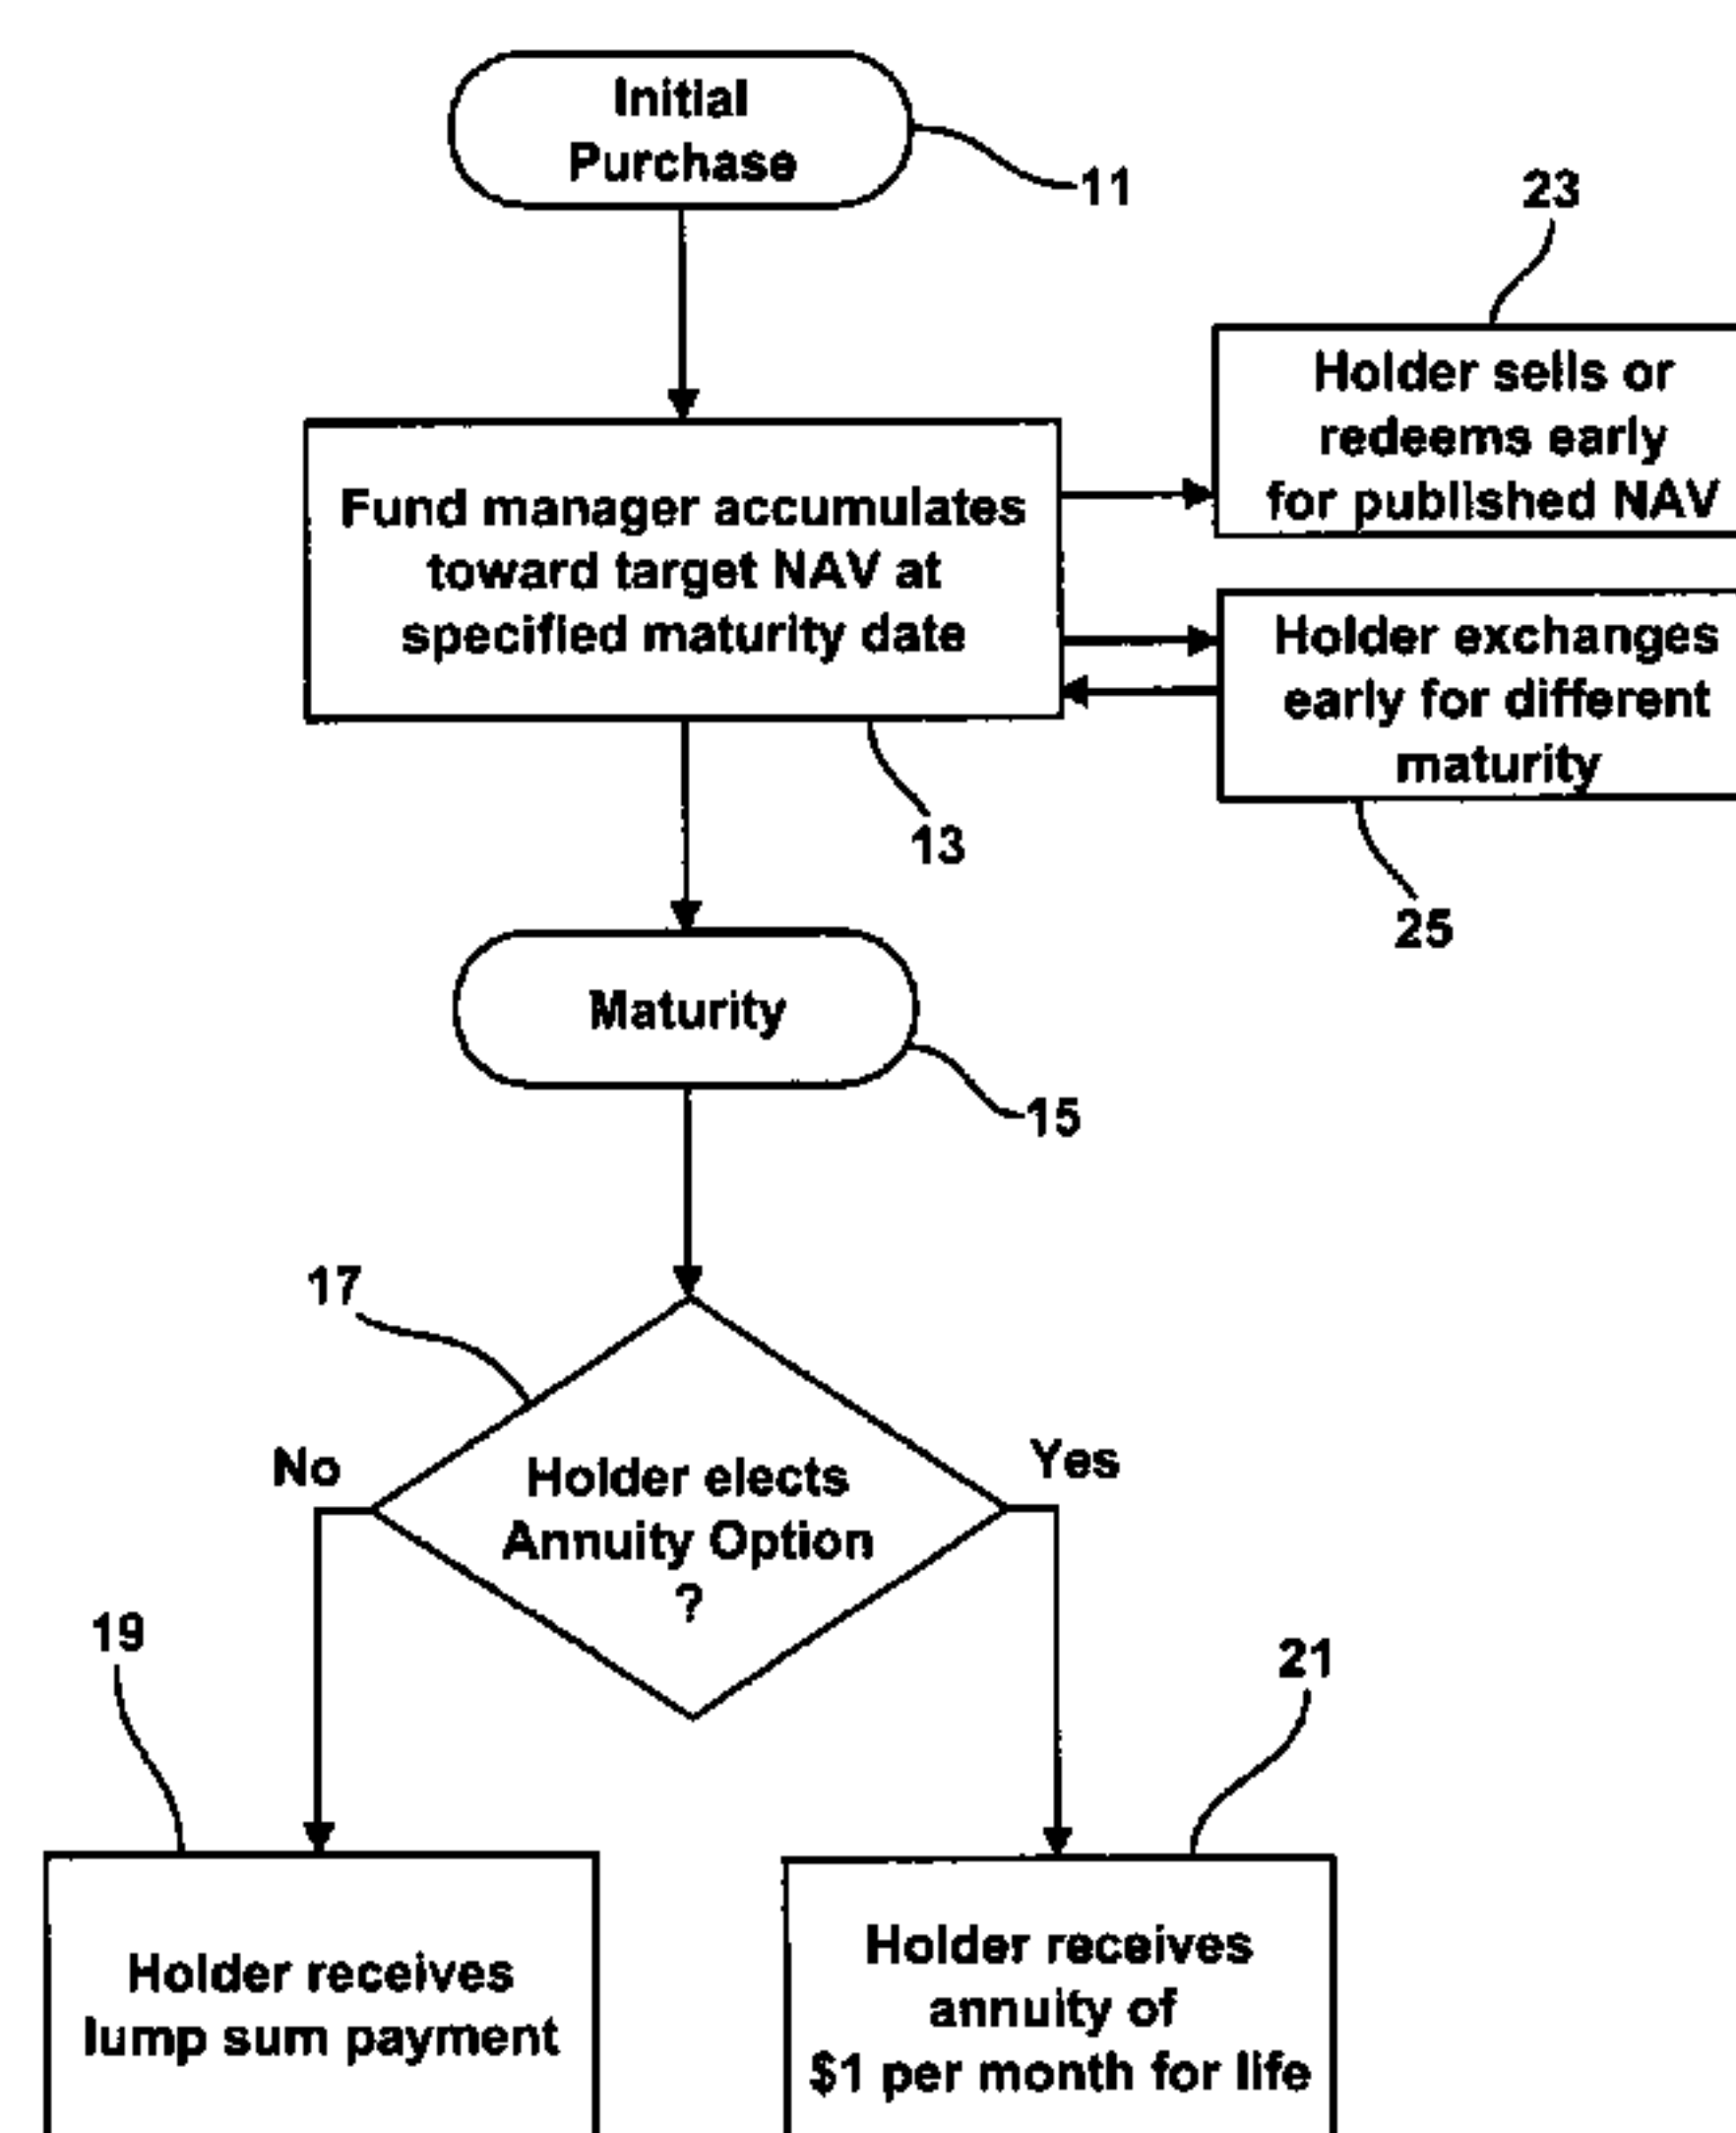 Initial
Purchase
11
23
Holder sells or
redeems early
for published NAV
Fund manager accumulates
toward target NAV at
specified maturity date
Holder exchanges
early for different
maturity
13
25
Maturity
15
17
No
Yes
Holder elects
Annuity Option
?
19
21
Holder receives
lump sum payment
Holder receives
annuity of
$1 per month for life